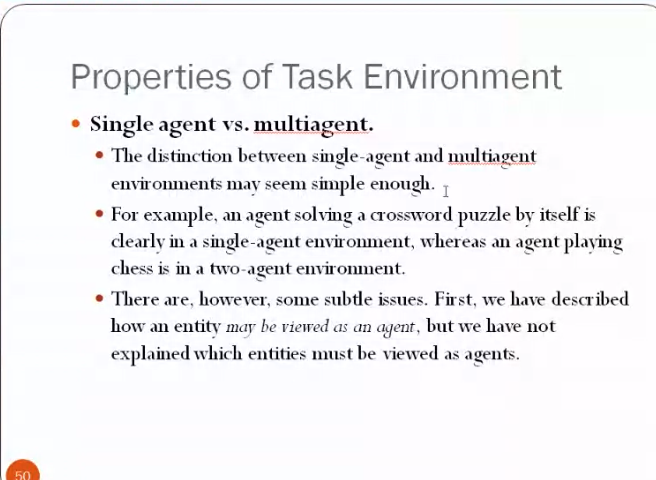 Properties of Task Environment
• Single agent vs. multiagent.
• The distinction between single-agent and multiagent
environments may seem simple enough.
• For example, an agent solving a crossword puzzle by itself is
clearly in a single-agent environment, whereas an agent playing
chess is in a two-agent environment.
• There are, however, some subtle issues. First, we have described
how an entity may be viewed as an agent, but we have not
explained which entities must be viewed as agents.
50